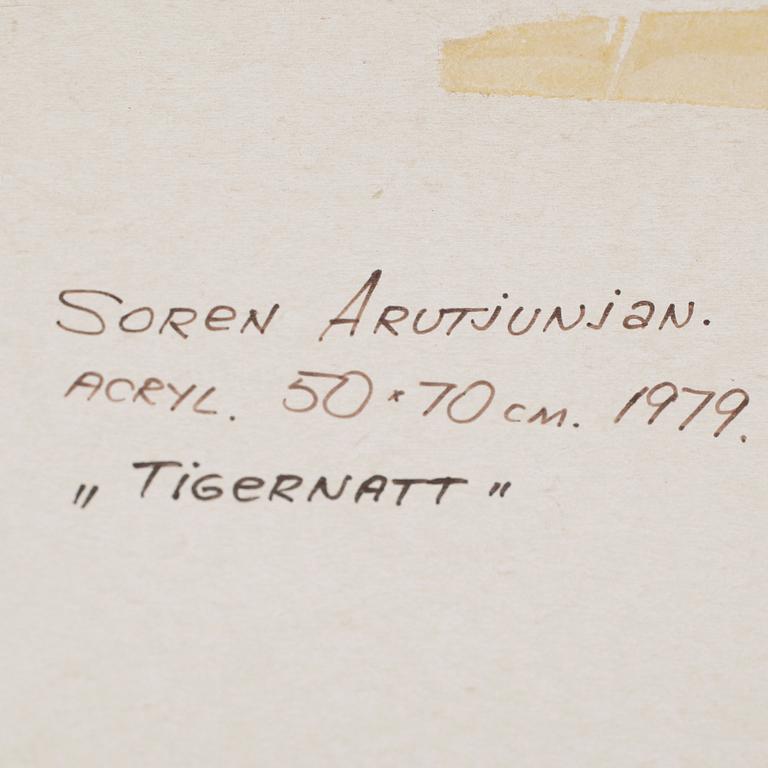 Soren Arutjunjan.
ACRYL. 50 * 70 cm. 1979.
„ Tigernatt "